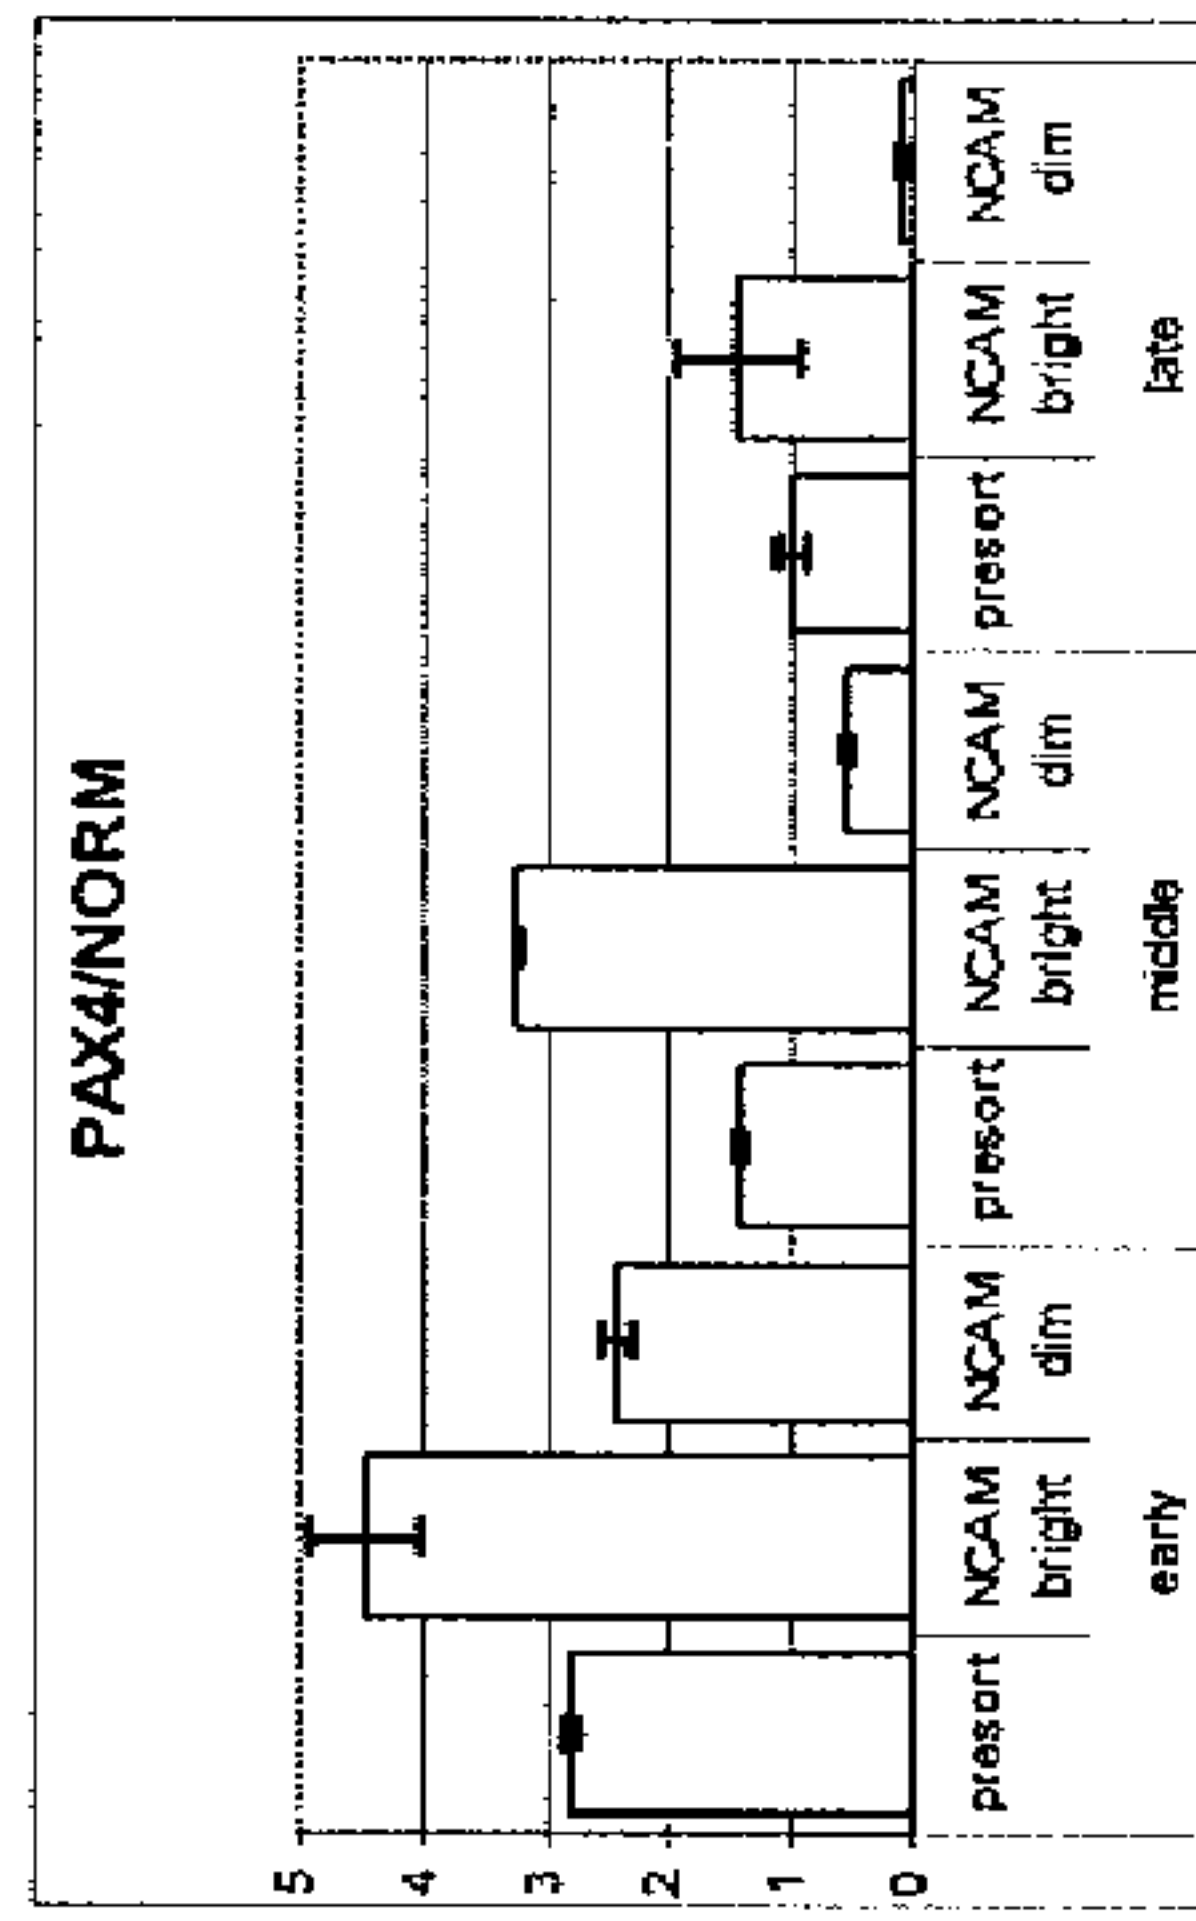 PAX4/NORM
5
4
3
2
1
0
presort
NCAM
bright
NCAM
dim
presort
NCAM
bright
NCAM
dim
presort
NCAM
bright
NCAM
dim
early
middle
late